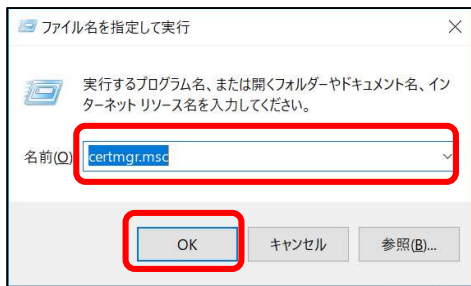 ファイル名を指定して実行
実行するプログラム名、または開くフォルダーやドキュメント名、イン
ターネット リソース名を入力してください。
名前(O)
certmgr.msc
OK
キャンセル
参照(B)...